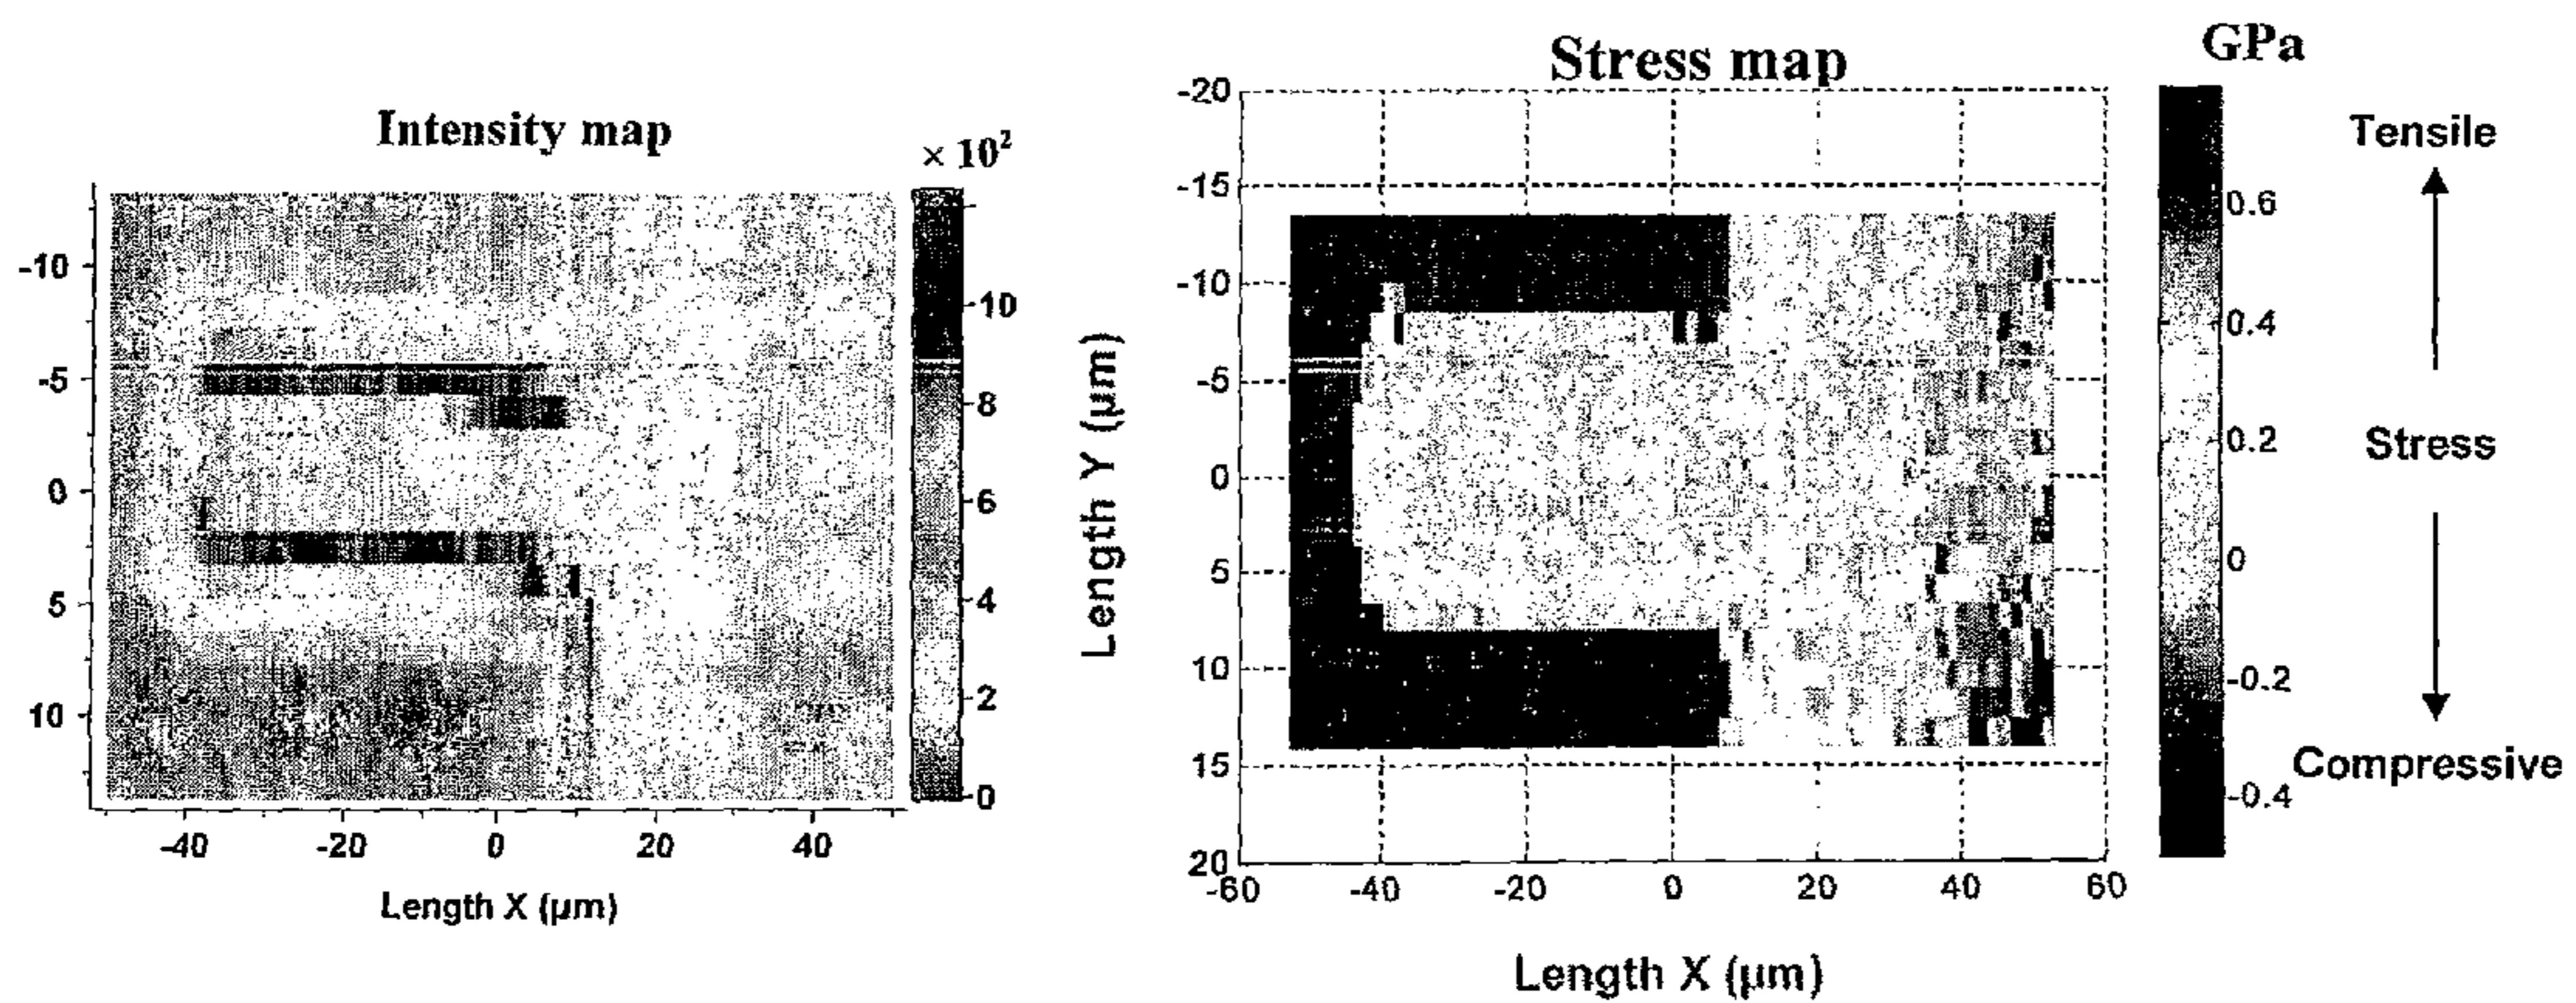 Intensity map
× 10²
-10
-5
0
5
10
10
8
6
4
2
0
-40 -20 0 20 40
Length X (µm)
Stress map
GPa
Length Y (µm)
-20
-15
-10
-5
0
5
10
15
20
-60 -40 -20 0 20 40 60
Length X (µm)
0.6
0.4
0.2
0
-0.2
-0.4
Tensile
Stress
Compressive